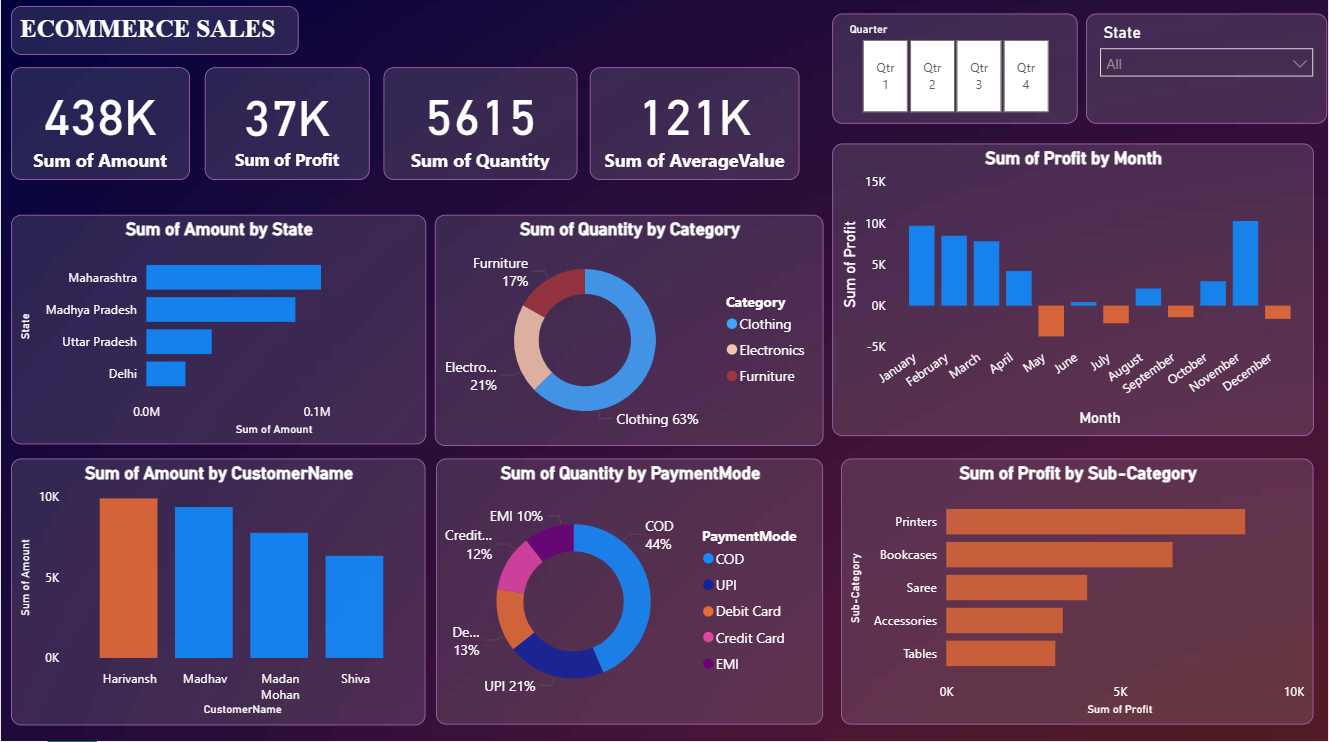 ECOMMERCE SALES
438K
Sum of Amount
37K
Sum of Profit
5615
Sum of Quantity
121K
Sum of AverageValue
Quarter
Qtr
1
Qtr
2
Qtr
3
Qtr
4
State
All
Sum of Amount by State
State
Maharashtra
Madhya Pradesh
Uttar Pradesh
Delhi
0.0M
0.1M
Sum of Amount
Sum of Quantity by Category
Furniture
17%
Electro...
21%
Clothing 63%
Category
Clothing
Electronics
Furniture
Sum of Profit by Month
Sum of Profit
15K
10K
5K
0K
-5K
January
February
March
April
May
June
July
August
September
October
November
December
Month
Sum of Amount by CustomerName
Sum of Amount
10K
5K
0K
Harivansh
Madhav
Madan
Mohan
Shiva
CustomerName
Sum of Quantity by PaymentMode
EMI 10%
Credit...
12%
De...
13%
UPI 21%
COD
44%
PaymentMode
COD
UPI
Debit Card
Credit Card
EMI
Sum of Profit by Sub-Category
Sub-Category
Printers
Bookcases
Saree
Accessories
Tables
0K
5K
10K
Sum of Profit